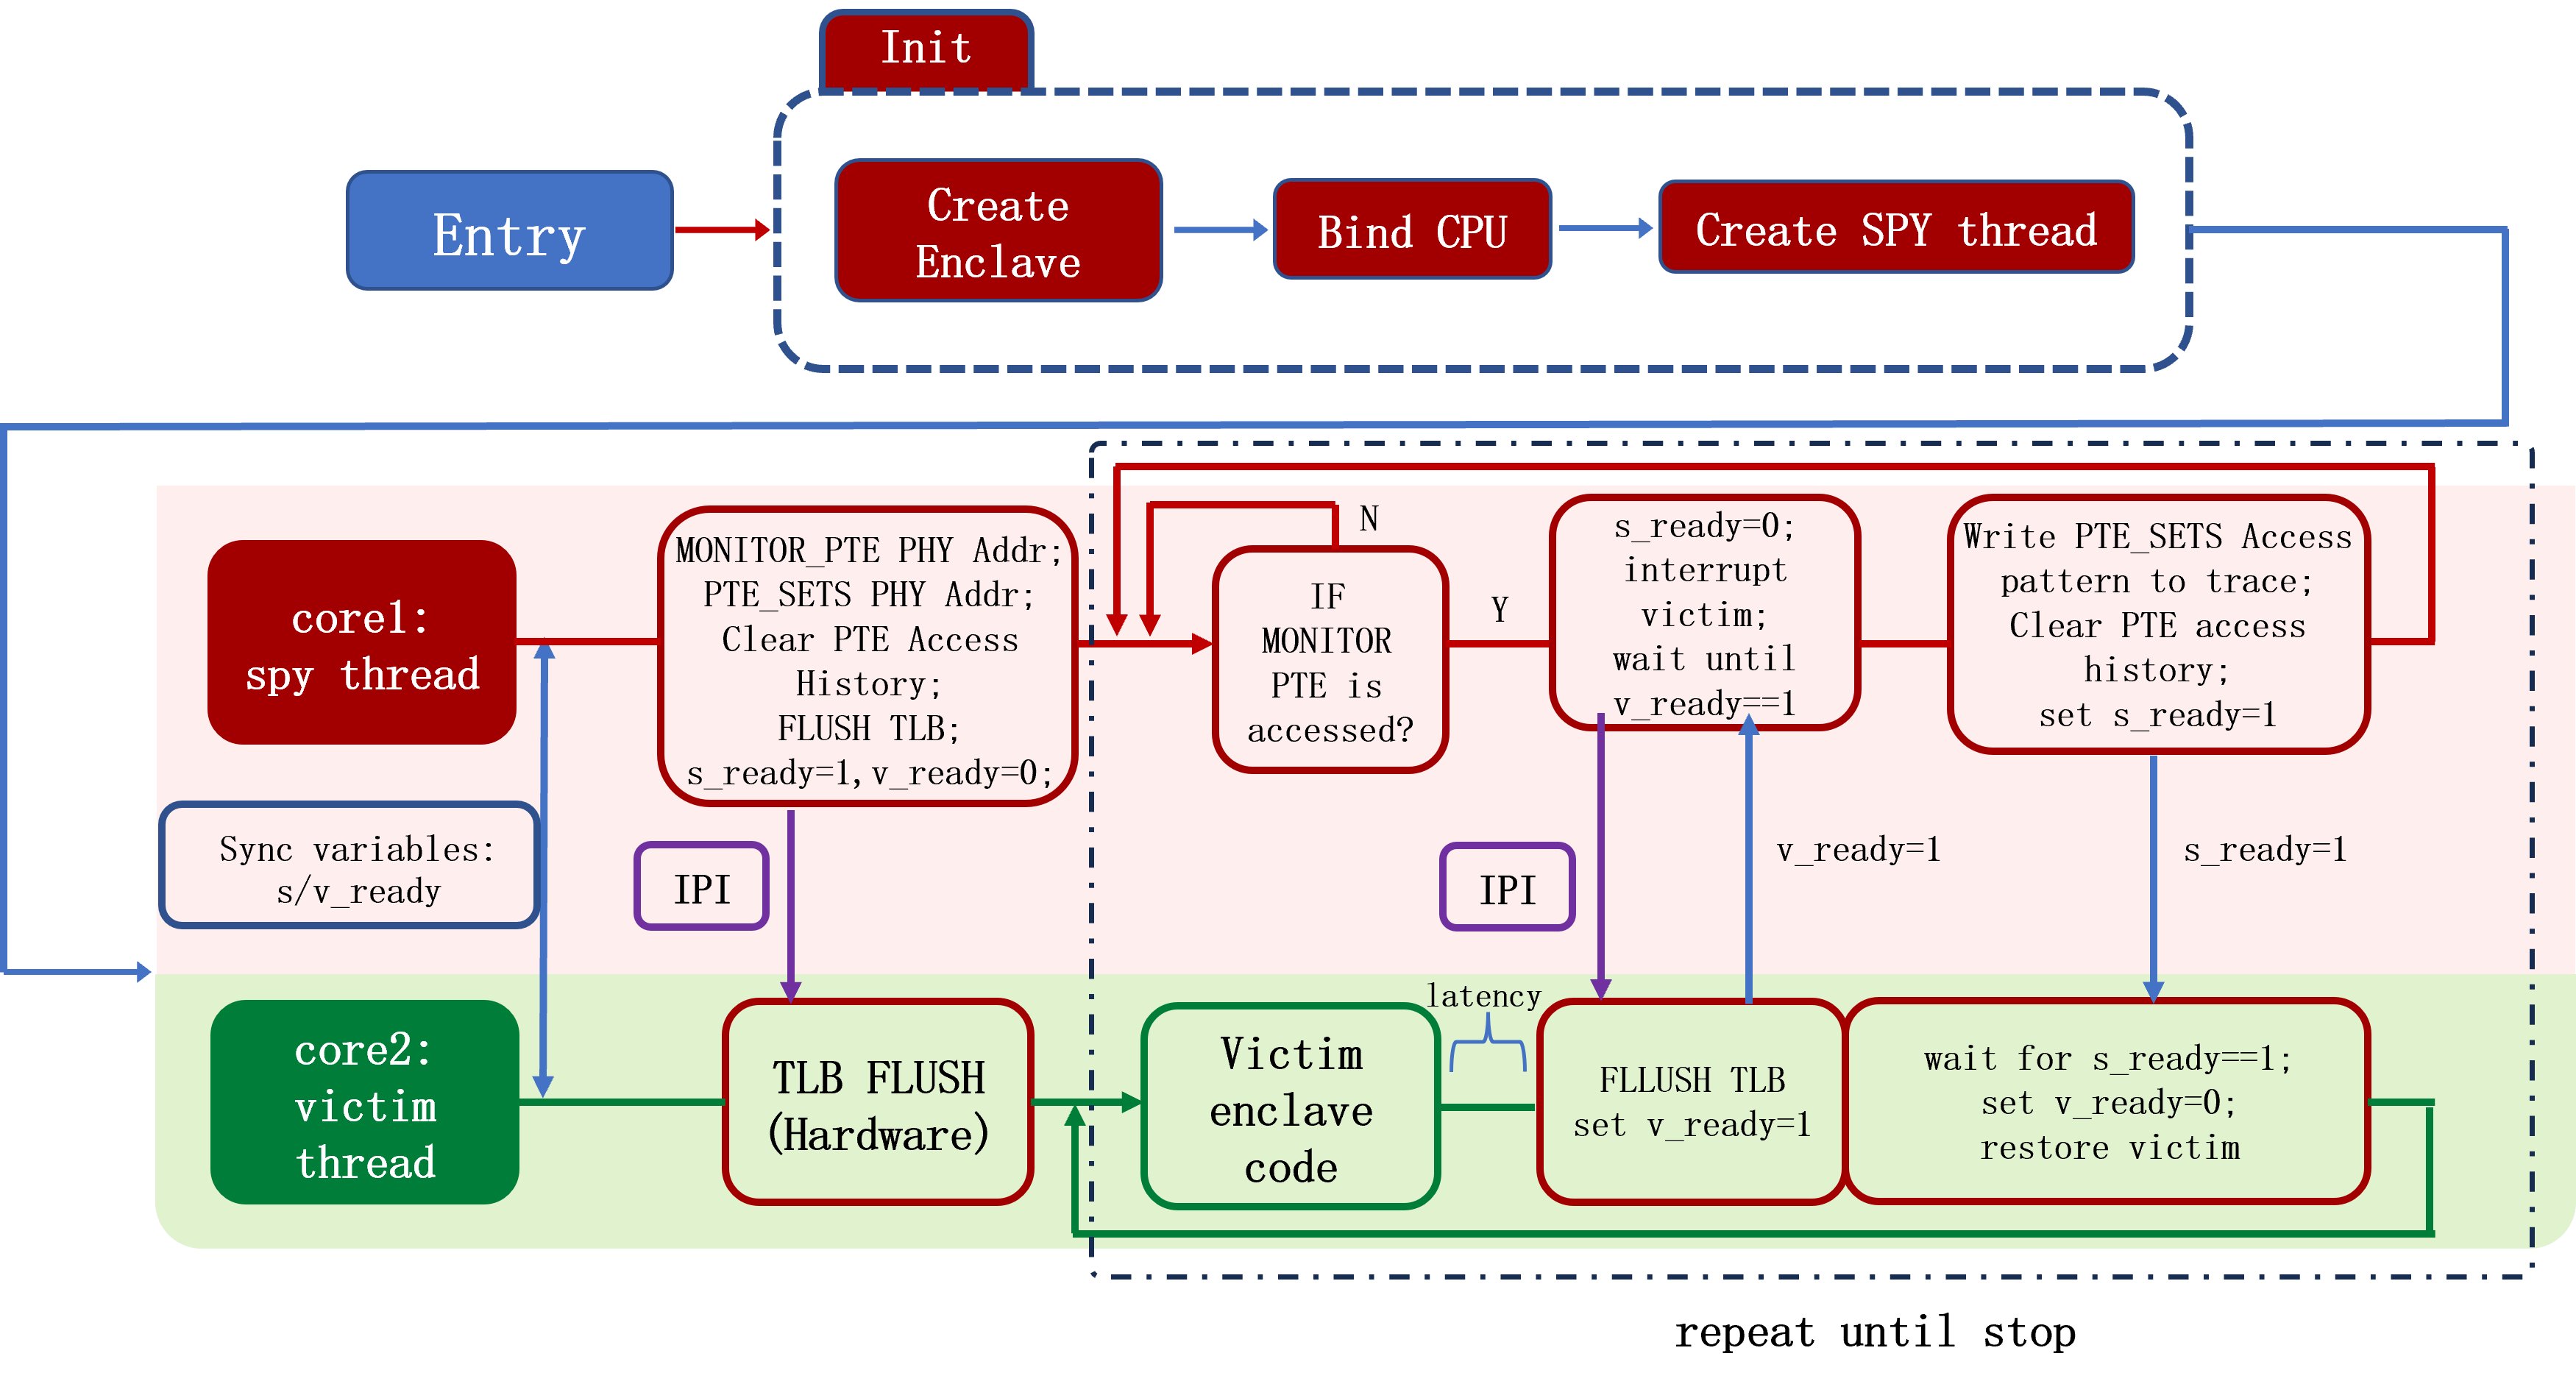 Init
Entry
Create
Enclave
Bind CPU
Create SPY thread
core1:
spy thread
MONITOR_PTE PHY Addr;
PTE_SETS PHY Addr;
Clear PTE Access
History;
FLUSH TLB;
s_ready=1,v_ready=0;
N
IF
MONITOR
PTE is
accessed?
Y
s_ready=0;
interrupt
victim;
wait until
v_ready==1
Write PTE_SETS Access
pattern to trace;
Clear PTE access
history;
set s_ready=1
Sync variables:
s/v_ready
IPI
IPI
v_ready=1
s_ready=1
core2:
victim
thread
TLB FLUSH
(Hardware)
Victim
enclave
code
latency
FLLUSH TLB
set v_ready=1
wait for s_ready==1;
set v_ready=0;
restore victim
repeat until stop